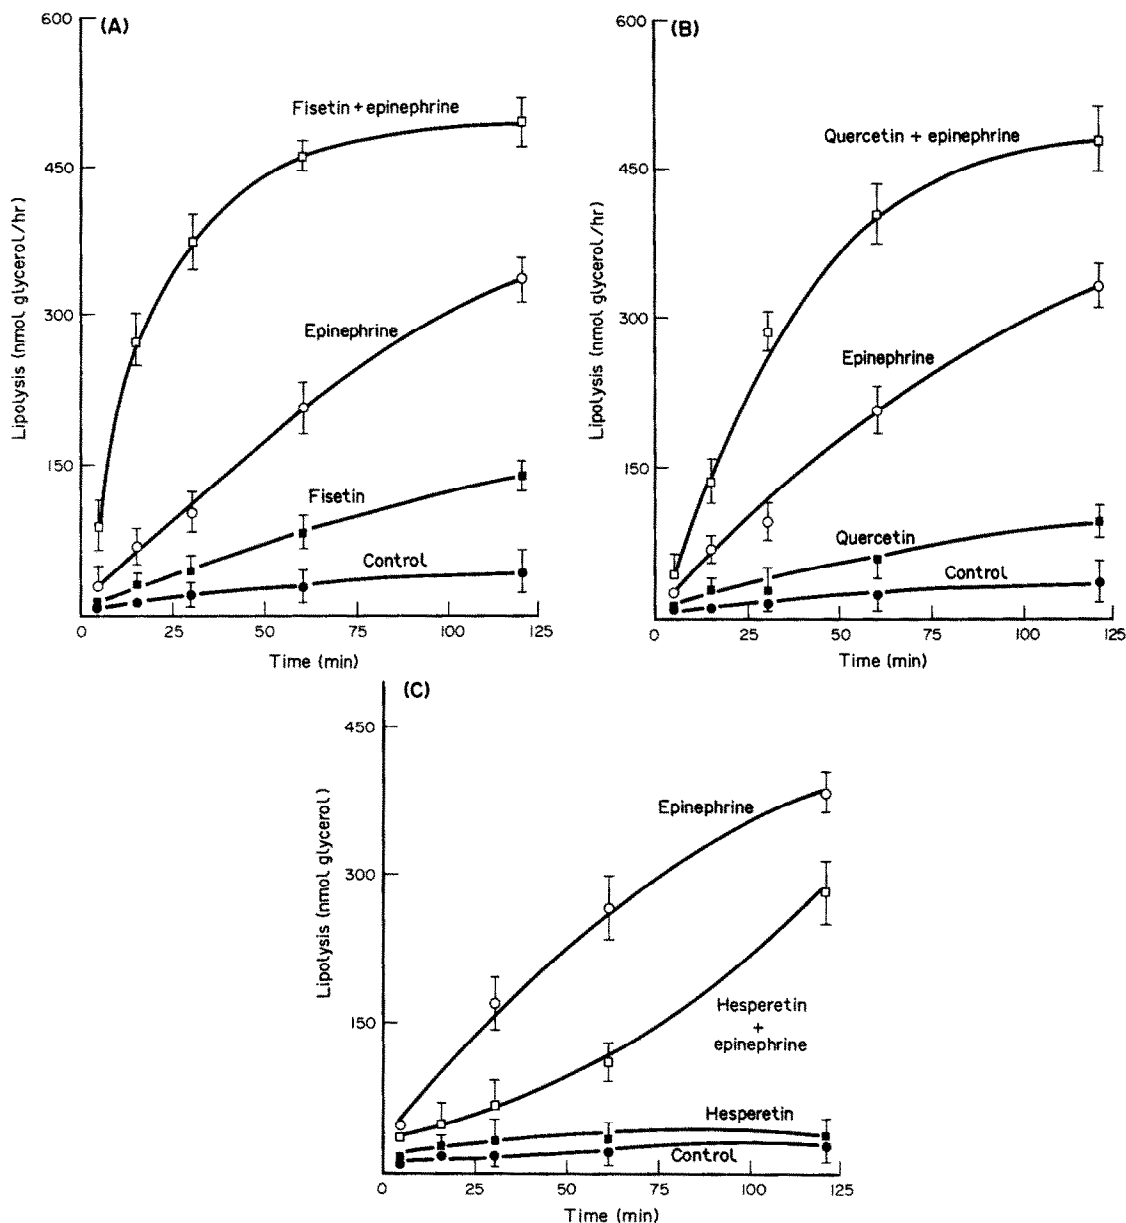 (A)
600
450
300
150
Lipolysis (nmol glycerol/hr)
Fisetin + epinephrine
Epinephrine
Fisetin
Control
0 25 50 75 100 125
Time (min)
(B)
600
450
300
150
Lipolysis (nmol glycerol/hr)
Quercetin + epinephrine
Epinephrine
Quercetin
Control
0 25 50 75 100 125
Time (min)
(C)
450
300
150
Lipolysis (nmol glycerol)
Epinephrine
Hesperetin
+
epinephrine
Hesperetin
Control
0 25 50 75 100 125
Time (min)